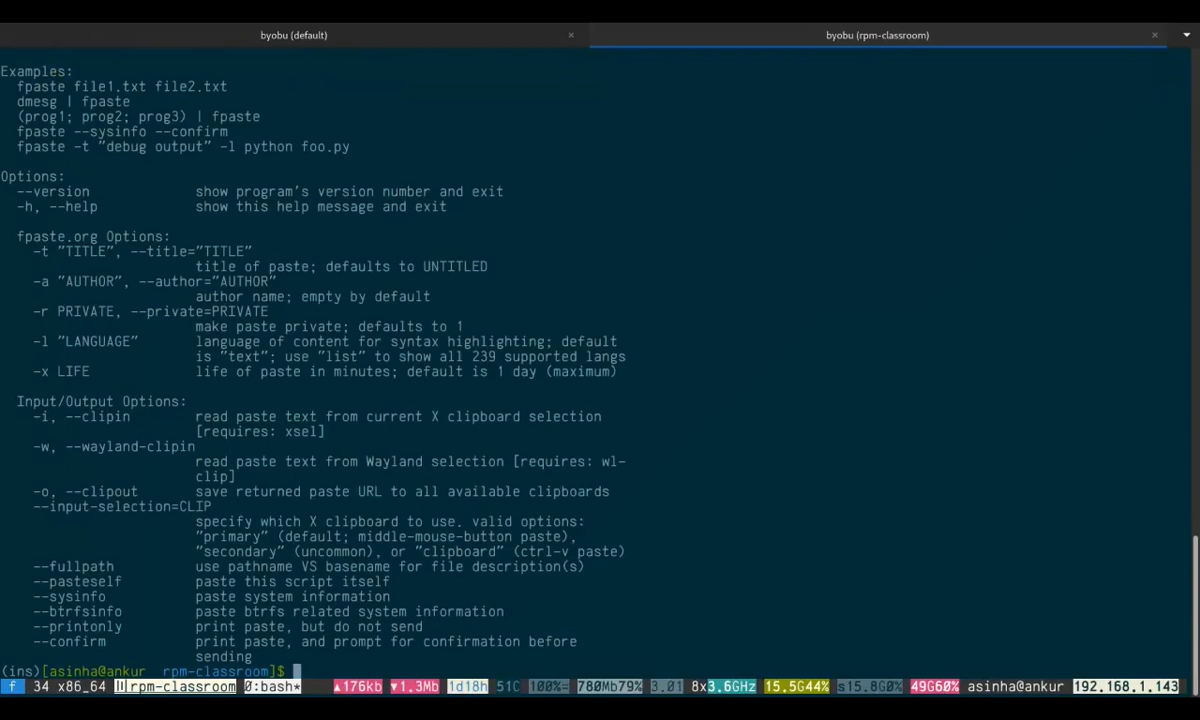 byobu (default) × byobu (rpm-classroom) ×
Examples:
fpaste file1.txt file2.txt
dmesg | fpaste
(prog1; prog2; prog3) | fpaste
fpaste --sysinfo --confirm
fpaste -t "debug output" -l python foo.py
Options:
--version show program's version number and exit
-h, --help show this help message and exit
fpaste.org Options:
-t "TITLE", --title="TITLE"
title of paste; defaults to UNTITLED
-a "AUTHOR", --author="AUTHOR"
author name; empty by default
-r PRIVATE, --private=PRIVATE
make paste private; defaults to 1
-l "LANGUAGE" language of content for syntax highlighting; default
is "text"; use "list" to show all 239 supported langs
-x LIFE life of paste in minutes; default is 1 day (maximum)
Input/Output Options:
-i, --clipin read paste text from current X clipboard selection
[requires: xsel]
-w, --wayland-clipin
read paste text from Wayland selection [requires: wl-
clip]
-o, --clipout save returned paste URL to all available clipboards
--input-selection=CLIP
specify which X clipboard to use. valid options:
"primary" (default; middle-mouse-button paste),
"secondary" (uncommon), or "clipboard" (ctrl-v paste)
--fullpath use pathname VS basename for file description(s)
--pasteself paste this script itself
--sysinfo paste system information
--btrfsinfo paste btrfs related system information
--printonly print paste, but do not send
--confirm print paste, and prompt for confirmation before
sending
(ins)[asinha@ankur rpm-classroom]$
f 34 x86_64 rpm-classroom 0:bash* ▲176kb ▼1.3Mb 1d18h 51C 100%= 780Mb79% 3.01 8x3.6GHz 15.5G44% s15.8G0% 49G60% asinha@ankur 192.168.1.143